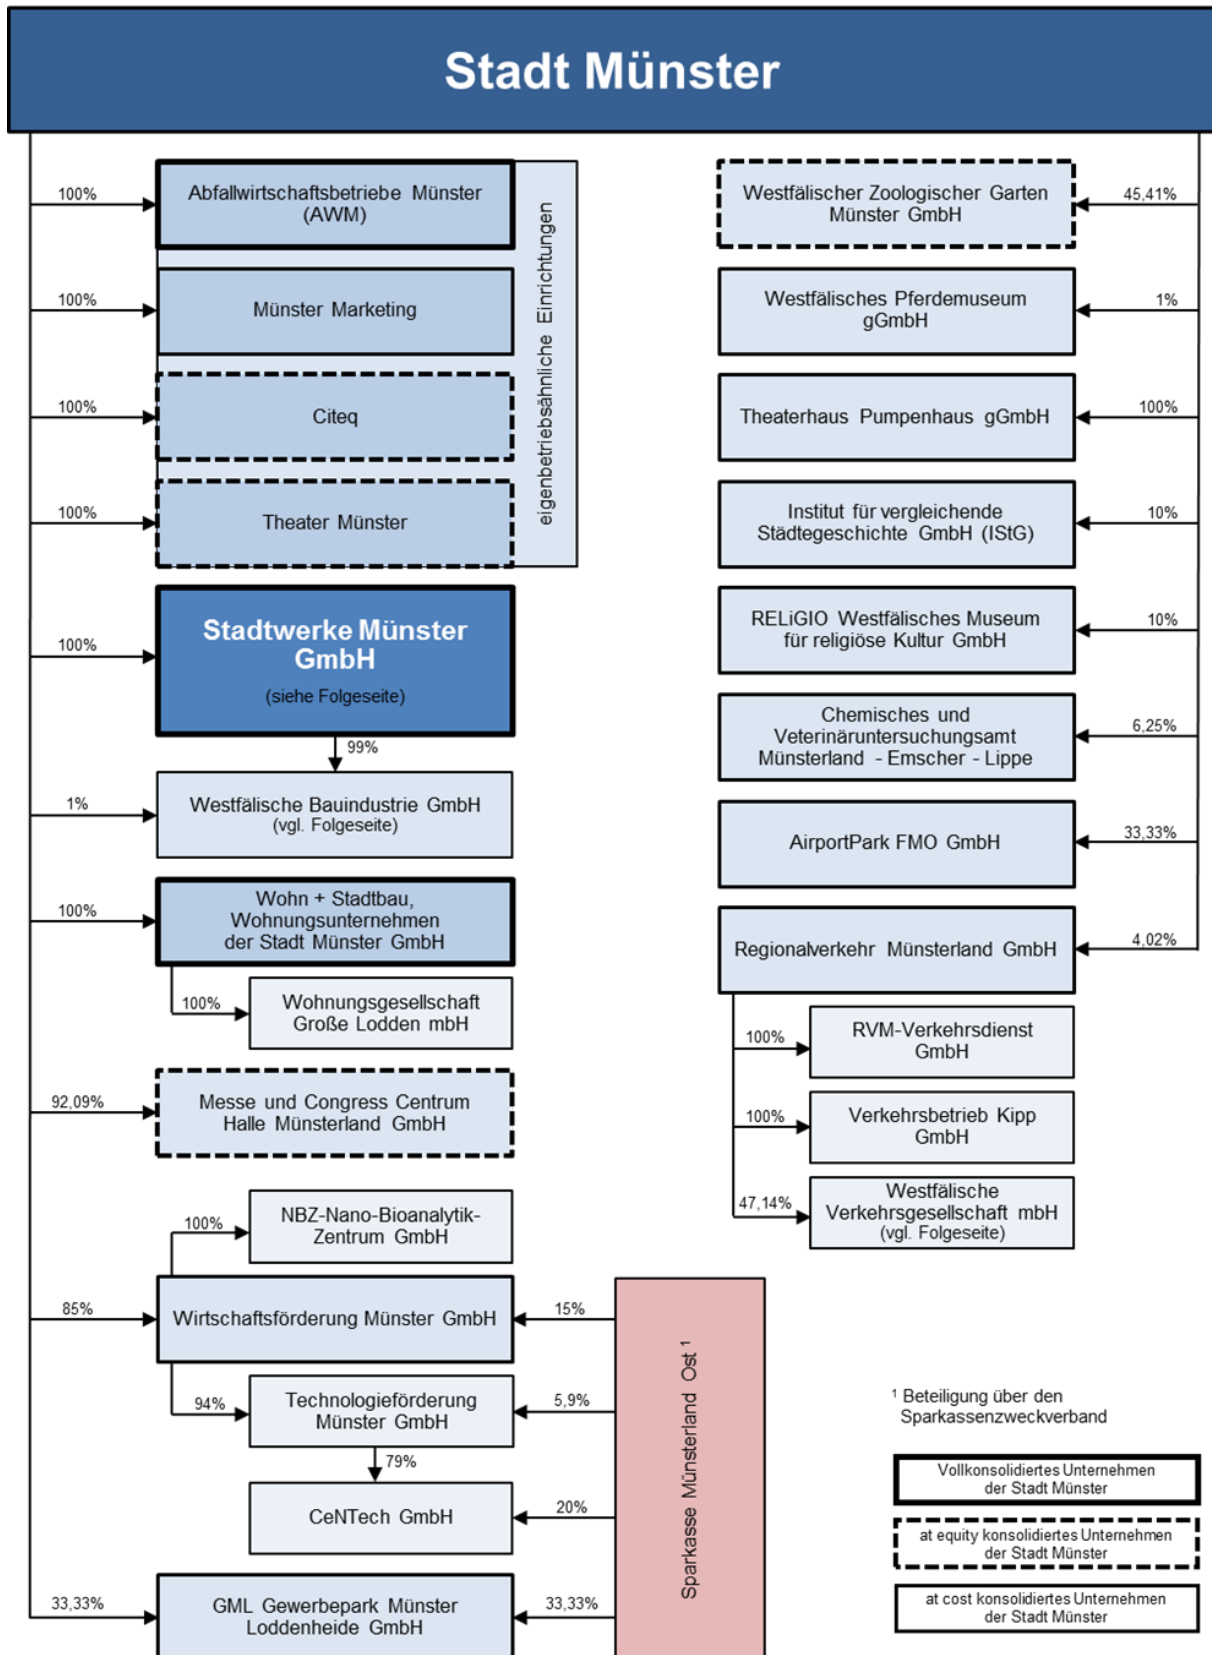 Stadt Münster
100%
Abfallwirtschaftsbetriebe Münster
(AWM)
100%
Münster Marketing
100%
Citeq
100%
Theater Münster
eigenbetriebsähnliche Einrichtungen
100%
Stadtwerke Münster
GmbH
(siehe Folgeseite)
99%
1%
Westfälische Bauindustrie GmbH
(vgl. Folgeseite)
100%
Wohn + Stadtbau,
Wohnungsunternehmen
der Stadt Münster GmbH
100%
Wohnungsgesellschaft
Große Lodden mbH
92,09%
Messe und Congress Centrum
Halle Münsterland GmbH
100%
NBZ-Nano-Bioanalytik-
Zentrum GmbH
85%
Wirtschaftsförderung Münster GmbH
15%
94%
Technologieförderung
Münster GmbH
5,9%
79%
CeNTech GmbH
20%
33,33%
GML Gewerbepark Münster
Loddenheide GmbH
33,33%
Sparkasse Münsterland Ost ¹
Westfälischer Zoologischer Garten
Münster GmbH
45,41%
Westfälisches Pferdemuseum
gGmbH
1%
Theaterhaus Pumpenhaus gGmbH
100%
Institut für vergleichende
Städtegeschichte GmbH (IStG)
10%
RELiGIO Westfälisches Museum
für religiöse Kultur GmbH
10%
Chemisches und
Veterinäruntersuchungsamt
Münsterland - Emscher - Lippe
6,25%
AirportPark FMO GmbH
33,33%
Regionalverkehr Münsterland GmbH
4,02%
100%
RVM-Verkehrsdienst
GmbH
100%
Verkehrsbetrieb Kipp
GmbH
47,14%
Westfälische
Verkehrsgesellschaft mbH
(vgl. Folgeseite)
¹ Beteiligung über den
Sparkassenzweckverband
Vollkonsolidiertes Unternehmen
der Stadt Münster
at equity konsolidiertes Unternehmen
der Stadt Münster
at cost konsolidiertes Unternehmen
der Stadt Münster